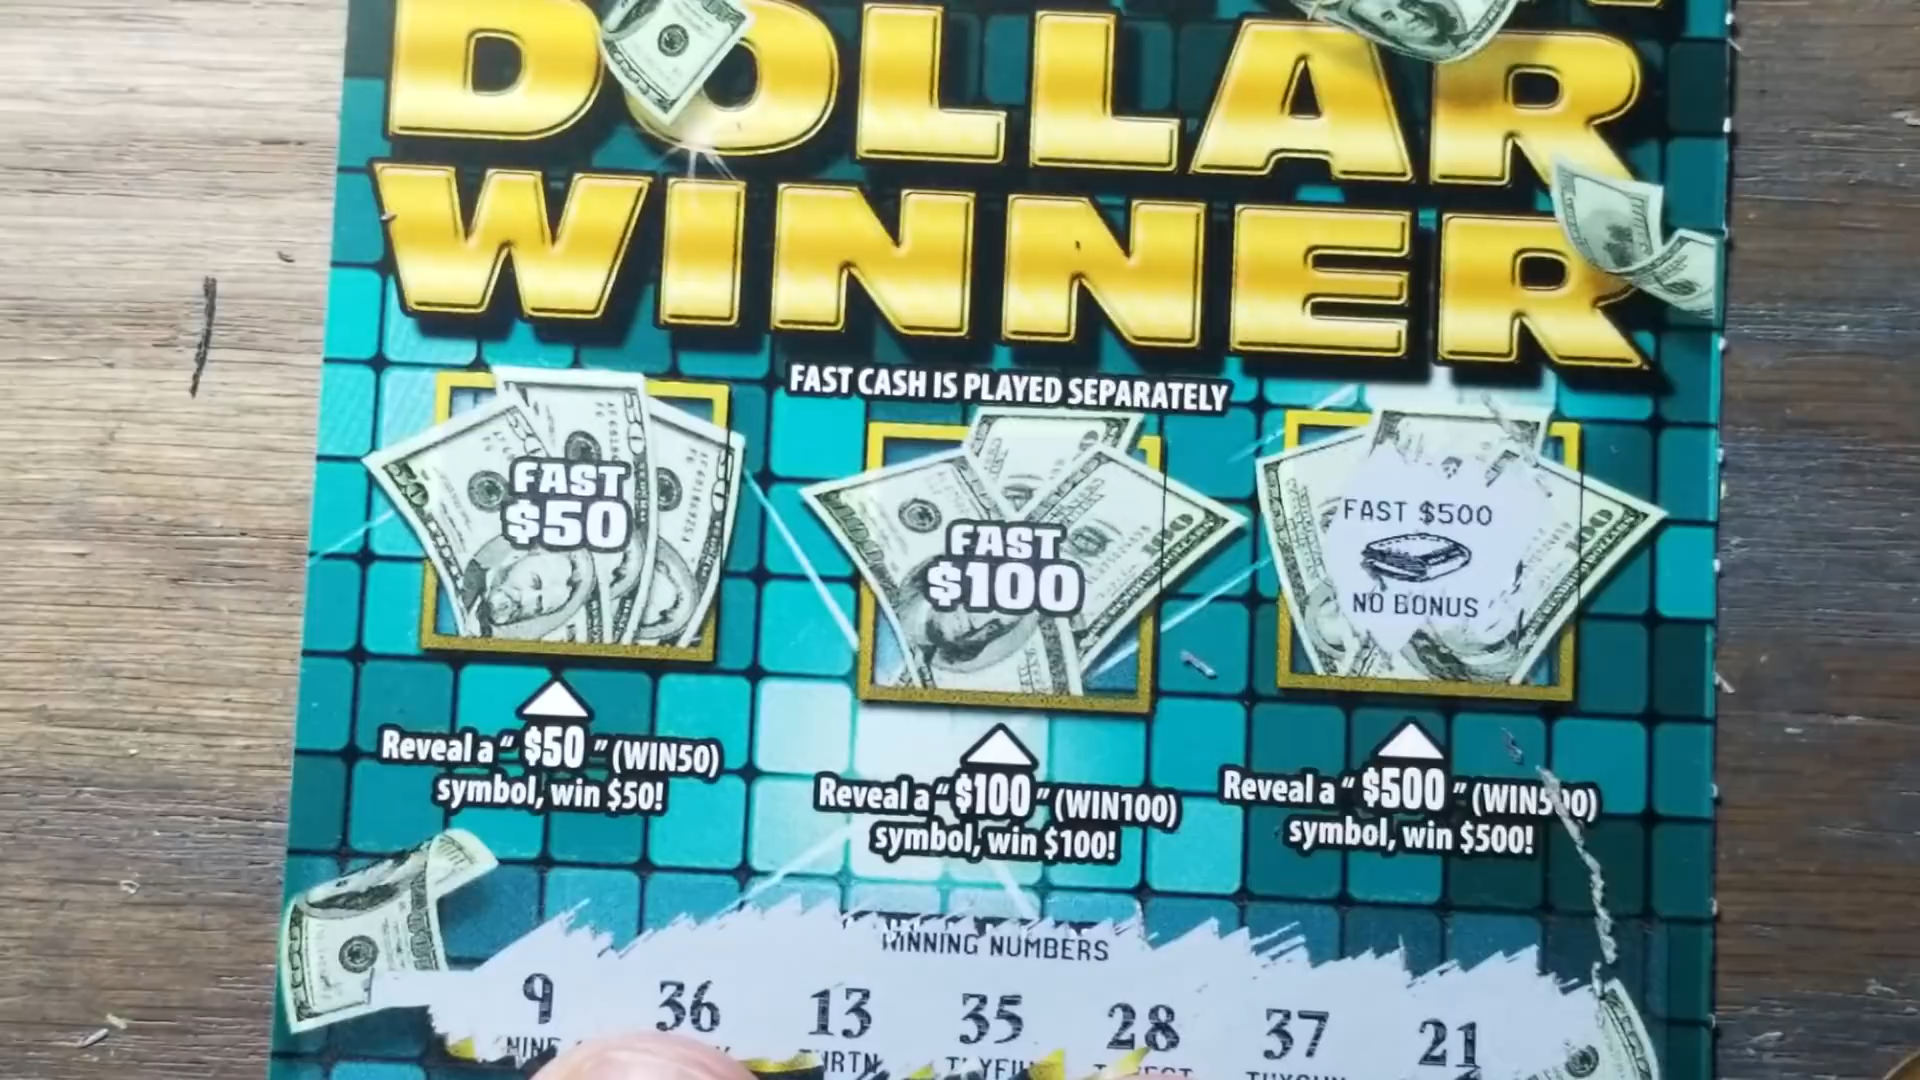 DOLLAR
WINNER
FAST CASH IS PLAYED SEPARATELY
FAST
$50
FAST
$100
FAST $500
NO BONUS
Reveal a "$50" (WIN50)
symbol, win $50!
Reveal a "$100" (WIN100)
symbol, win $100!
Reveal a "$500" (WIN500)
symbol, win $500!
WINNING NUMBERS
9 36 13 35 28 37 21
NINE